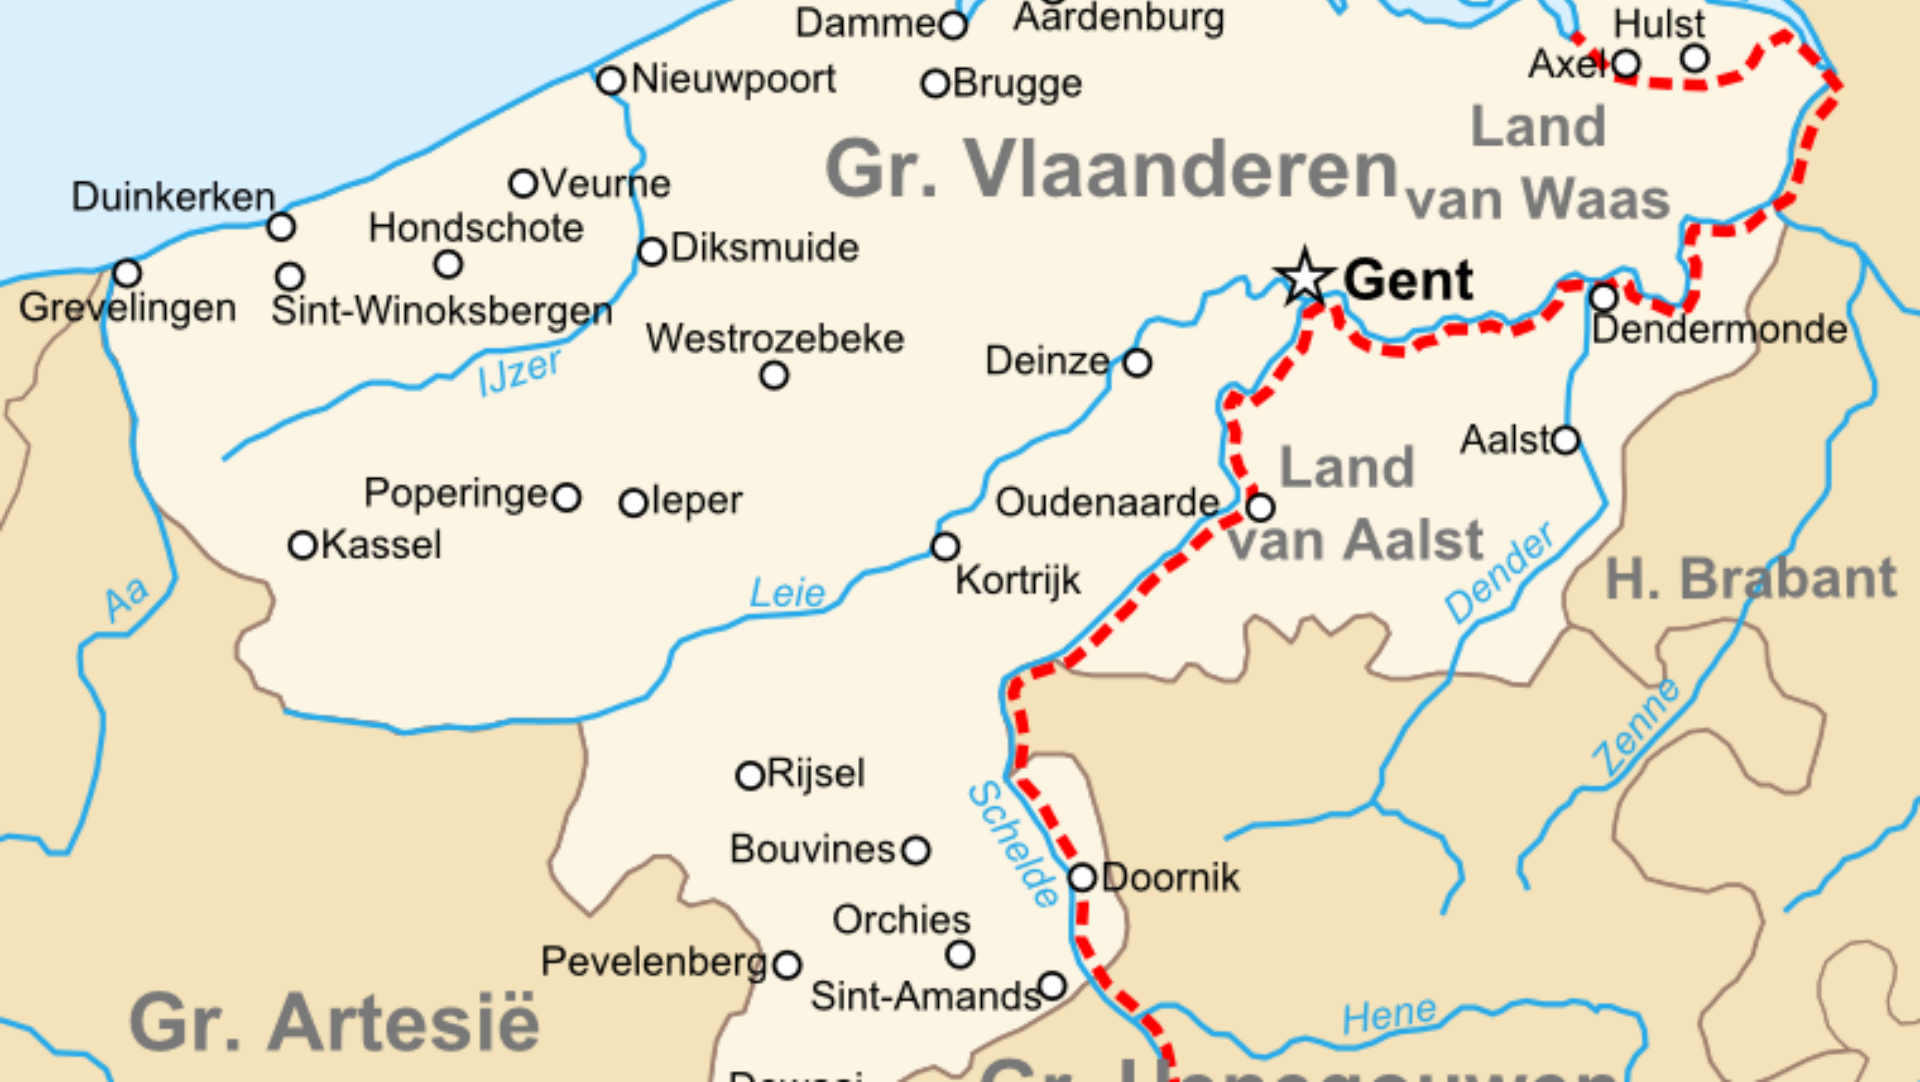 Damme
Aardenburg
Hulst
Axel
Nieuwpoort
Brugge
Land
van Waas
Gr. Vlaanderen
Veurne
Duinkerken
Hondschote
Diksmuide
Grevelingen
Sint-Winoksbergen
Gent
Westrozebeke
Dendermonde
Deinze
IJzer
Aalst
Land
van Aalst
Poperinge
Ieper
Oudenaarde
Kassel
Kortrijk
Dender
H. Brabant
Aa
Leie
Zenne
Rijsel
Schelde
Bouvines
Doornik
Orchies
Pevelenberg
Sint-Amands
Gr. Artesië
Hene
Gr. Henegouwen